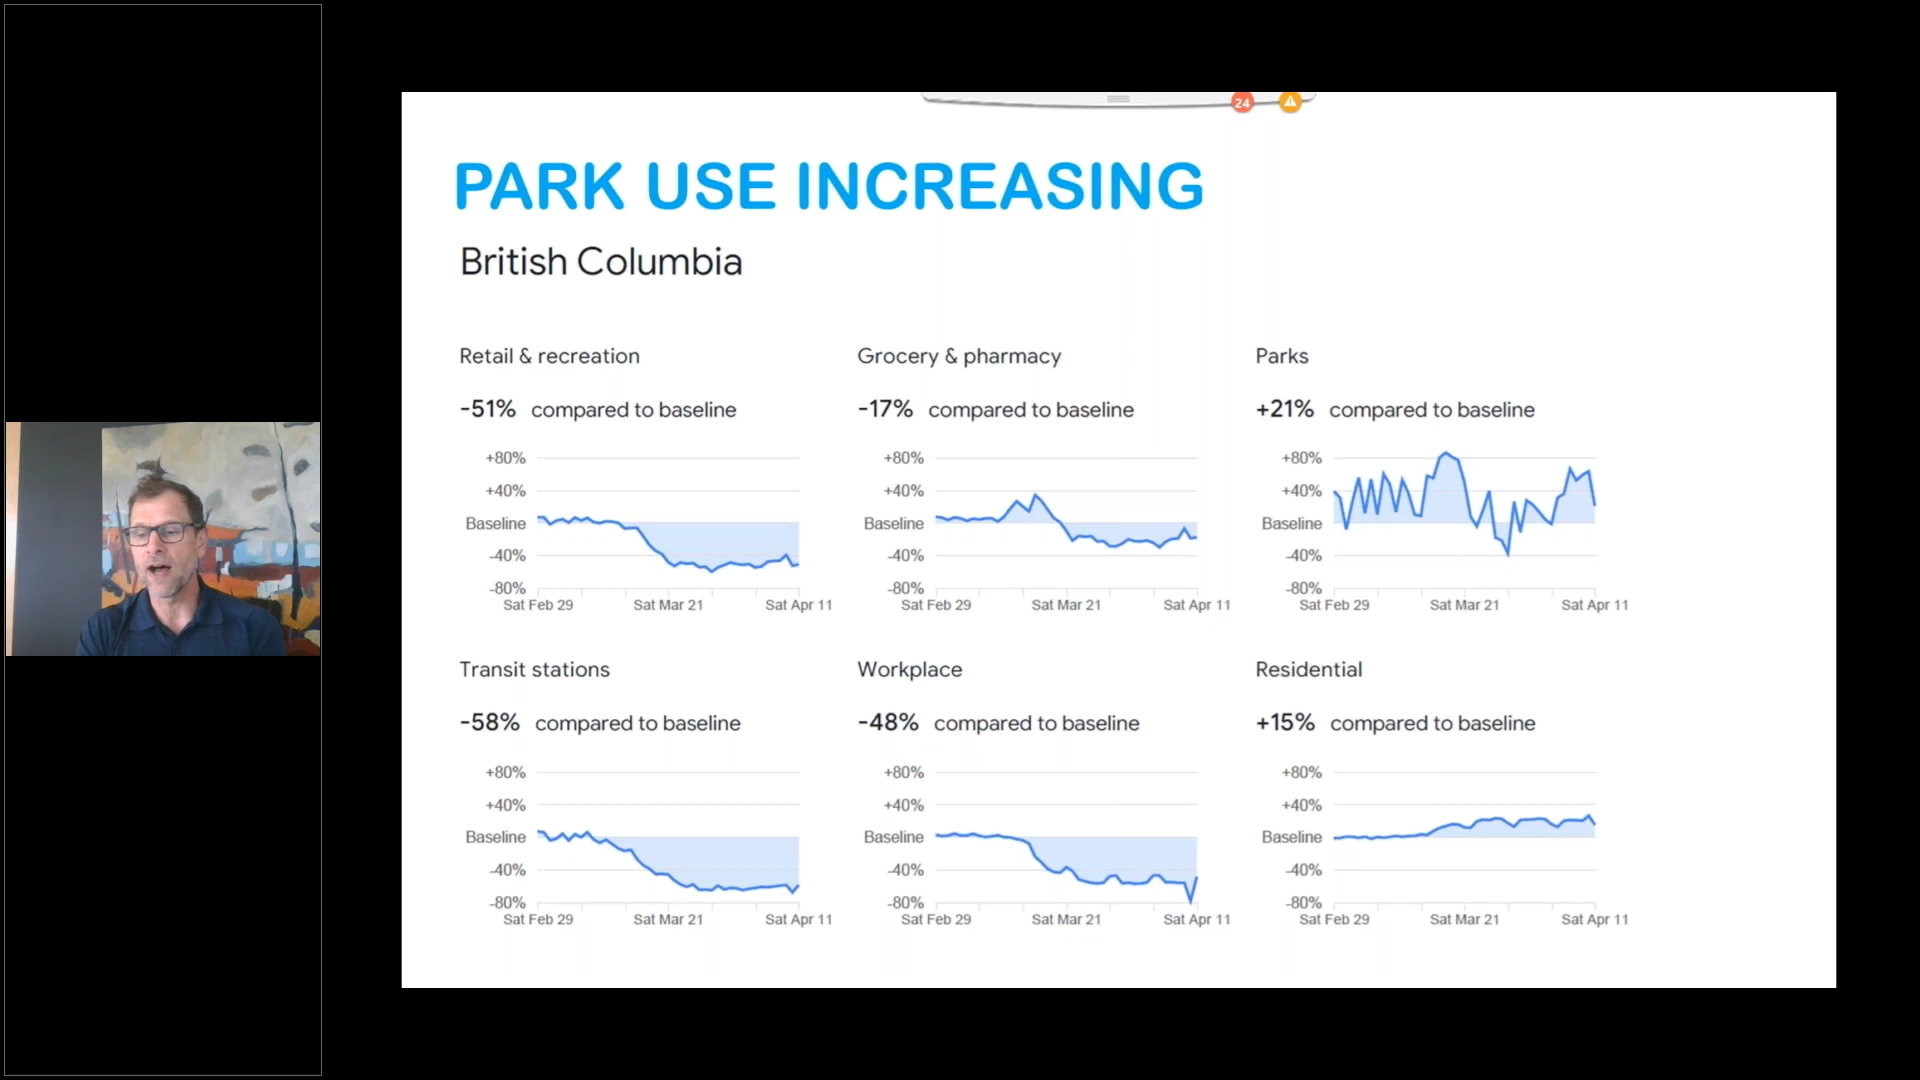 24
PARK USE INCREASING
British Columbia
Retail & recreation
-51% compared to baseline
+80%
+40%
Baseline
-40%
-80%
Sat Feb 29 Sat Mar 21 Sat Apr 11
Grocery & pharmacy
-17% compared to baseline
+80%
+40%
Baseline
-40%
-80%
Sat Feb 29 Sat Mar 21 Sat Apr 11
Parks
+21% compared to baseline
+80%
+40%
Baseline
-40%
-80%
Sat Feb 29 Sat Mar 21 Sat Apr 11
Transit stations
-58% compared to baseline
+80%
+40%
Baseline
-40%
-80%
Sat Feb 29 Sat Mar 21 Sat Apr 11
Workplace
-48% compared to baseline
+80%
+40%
Baseline
-40%
-80%
Sat Feb 29 Sat Mar 21 Sat Apr 11
Residential
+15% compared to baseline
+80%
+40%
Baseline
-40%
-80%
Sat Feb 29 Sat Mar 21 Sat Apr 11